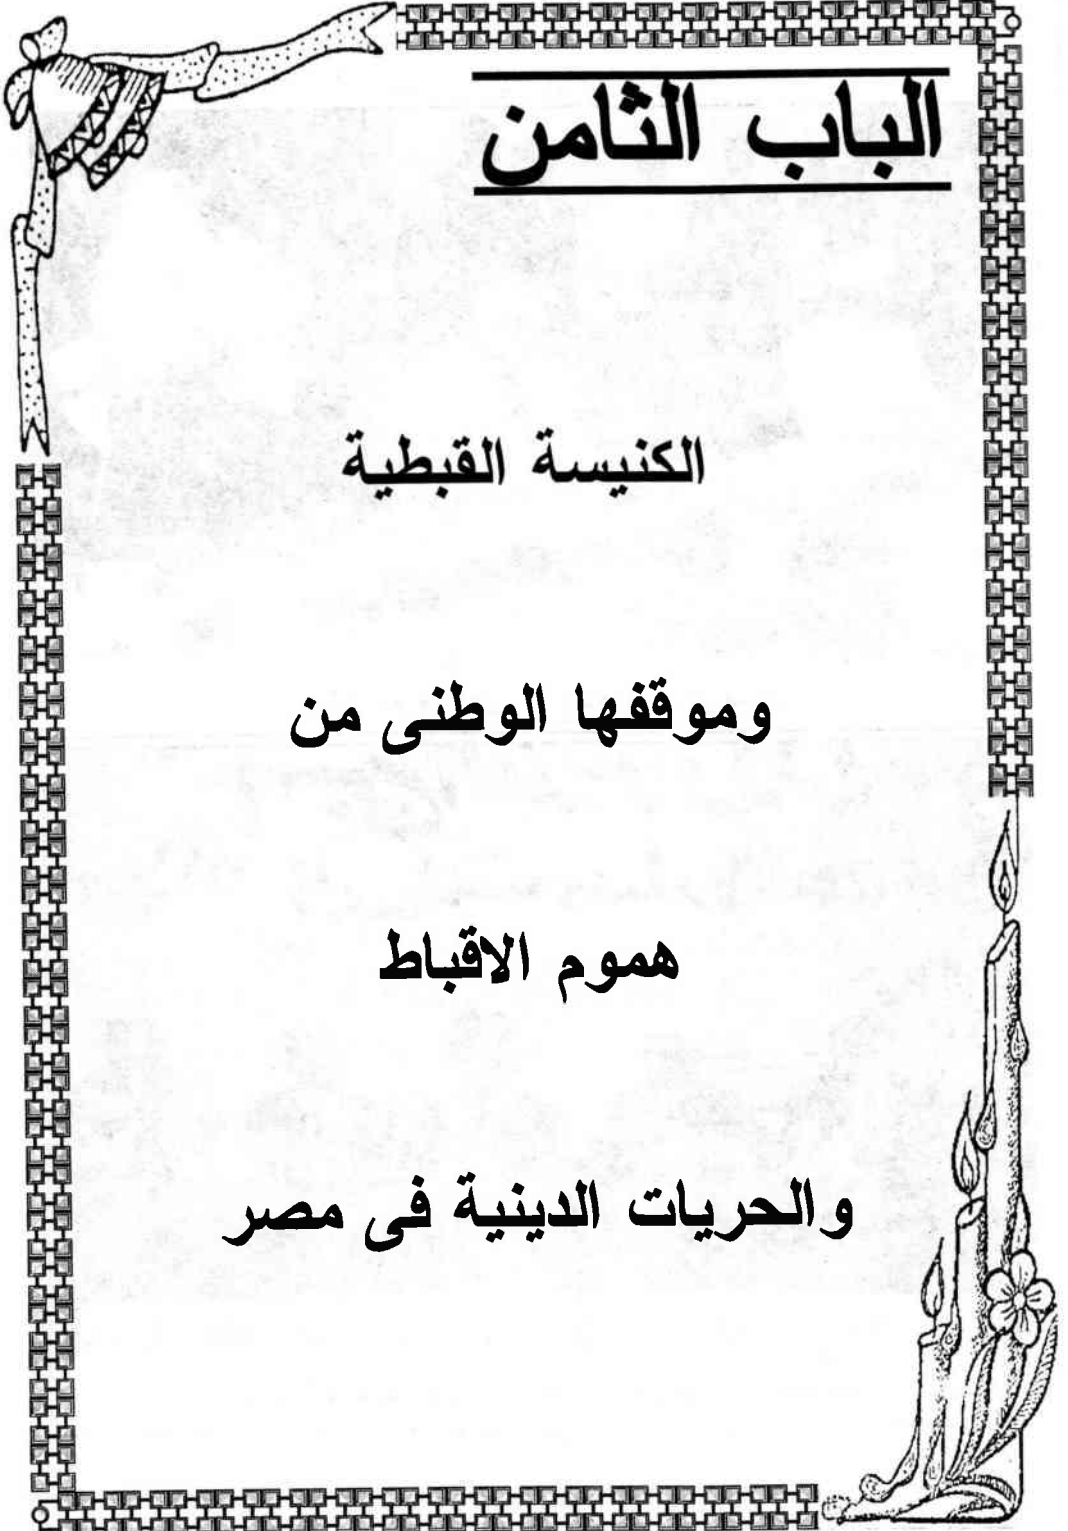 الباب الثامن
الكنيسة القبطية
وموقفها الوطنى من
هموم الاقباط
والحريات الدينية فى مصر